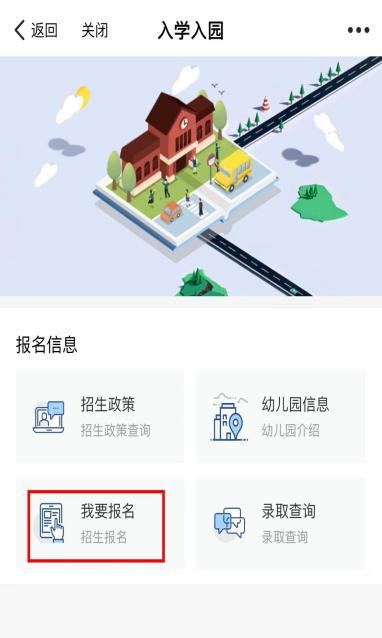 返回 关闭 入学入园
报名信息
招生政策
招生政策查询
幼儿园信息
幼儿园介绍
我要报名
招生报名
录取查询
录取查询